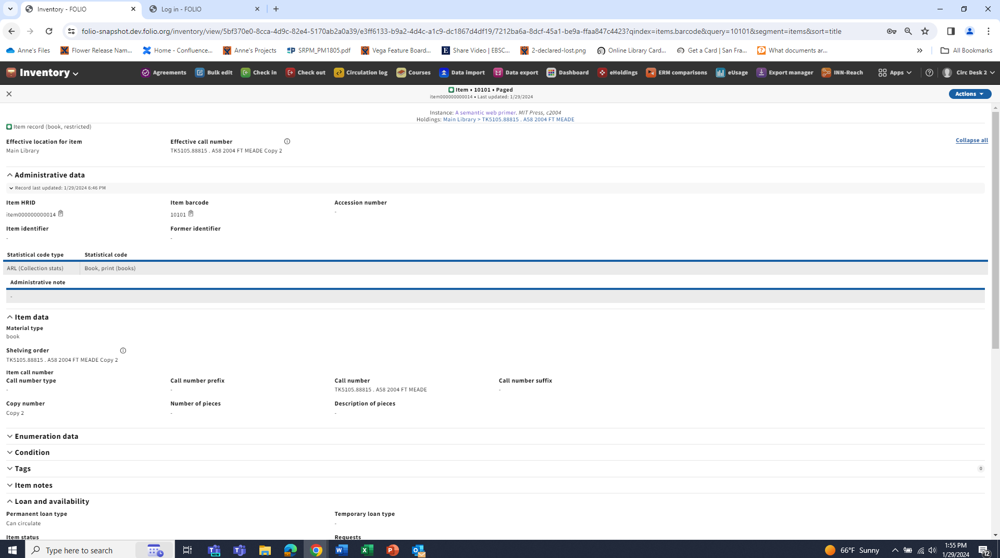 Inventory - FOLIO
Log in - FOLIO
folio-snapshot.dev.folio.org/inventory/view/5bf370e0-8cca-4d9c-82e4-5170ab2a0a39/e3ff6133-b9a2-4d4c-a1c9-dc1867d4df19/7212ba6a-8dcf-45a1-be9a-ffaa847c4423?qindex=items.barcode&query=10101&segment=items&sort=title
Anne's Files
Flower Release Nam...
Home - Confluence...
Anne's Projects
SRPM_PM1805.pdf
Vega Feature Board...
Share Video | EBSC...
2-declared-lost.png
Online Library Card...
Get a Card | San Fra...
What documents ar...
All Bookmarks
Inventory
Agreements
Bulk edit
Check in
Check out
Circulation log
Courses
Data import
Data export
Dashboard
eHoldings
ERM comparisons
eUsage
Export manager
INN-Reach
Apps
Circ Desk 2
Item • 10101 • Paged
item000000000014 • Last updated: 1/29/2024
Actions
Instance: A semantic web primer. MIT Press, c2004
Holdings: Main Library > TK5105.88815 . A58 2004 FT MEADE
Item record (book, restricted)
Effective location for item
Main Library
Effective call number
TK5105.88815 . A58 2004 FT MEADE Copy 2
Collapse all
Administrative data
Record last updated: 1/29/2024 6:46 PM
Item HRID
item000000000014
Item barcode
10101
Accession number
-
Item identifier
-
Former identifier
-
Statistical code type
Statistical code
ARL (Collection stats)
Book, print (books)
Administrative note
-
Item data
Material type
book
Shelving order
TK5105.88815 . A58 2004 FT MEADE Copy 2
Item call number
Call number type
-
Call number prefix
-
Call number
TK5105.88815 . A58 2004 FT MEADE
Call number suffix
-
Copy number
Copy 2
Number of pieces
-
Description of pieces
-
Enumeration data
Condition
Tags
0
Item notes
Loan and availability
Permanent loan type
Can circulate
Temporary loan type
-
Item status
Requests
Type here to search
NEW
66°F Sunny
1:55 PM
1/29/2024
12